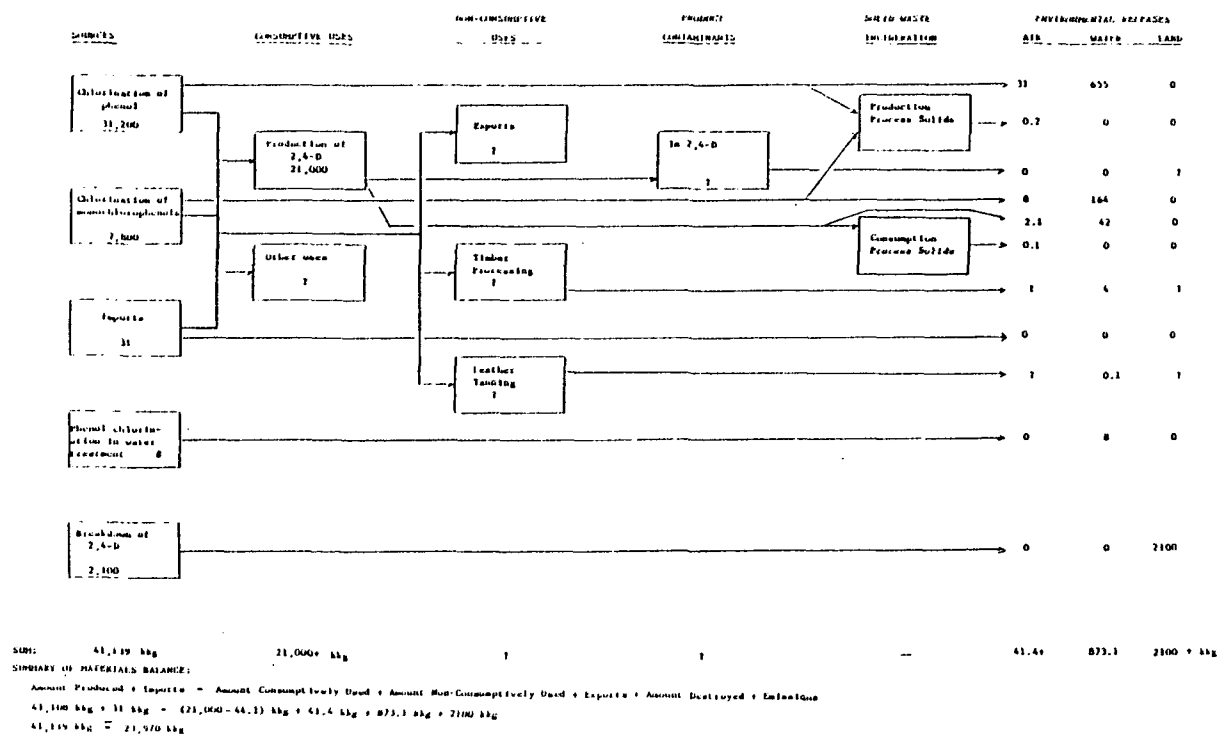 NON-CONSUMPTIVE PRODUCT SOLID WASTE ENVIRONMENTAL RELEASES
SOURCES CONSUMPTIVE USES USES CONTAMINANTS INCINERATION AIR WATER LAND
Chlorination of
phenol
31,200
31 655 0
Production
Process Solids
0.2 0 0
Exports
?
Production of
2,4-D
21,000
In 2,4-D
?
0 0 ?
Chlorination of
monochlorophenols
7,800
8 164 0
2.1 42 0
Consumption
Process Solids
0.1 0 0
Other uses
?
Timber
Processing
?
? 4 ?
Imports
31
0 0 0
Leather
Tanning
?
? 0.1 ?
Phenol chlorin-
ation in water
treatment 8
0 8 0
Breakdown of
2,4-D
2,100
0 0 2100
SUM: 41,139 kkg 21,000+ kkg ? ? — 41.4+ 873.1 2100 + kkg
SUMMARY OF MATERIALS BALANCE:
Amount Produced + Imports = Amount Consumptively Used + Amount Non-Consumptively Used + Exports + Amount Destroyed + Emissions
41,108 kkg + 31 kkg = (21,000-44.1) kkg + 41.4 kkg + 873.1 kkg + 2100 kkg
41,139 kkg = 23,970 kkg